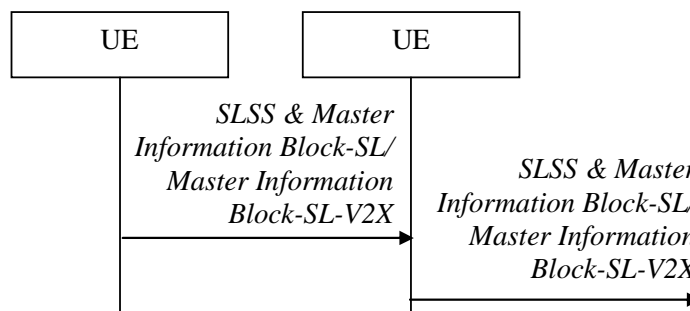 UE
UE
SLSS & Master
Information Block-SL/
Master Information
Block-SL-V2X
SLSS & Master
Information Block-SL/
Master Information
Block-SL-V2X